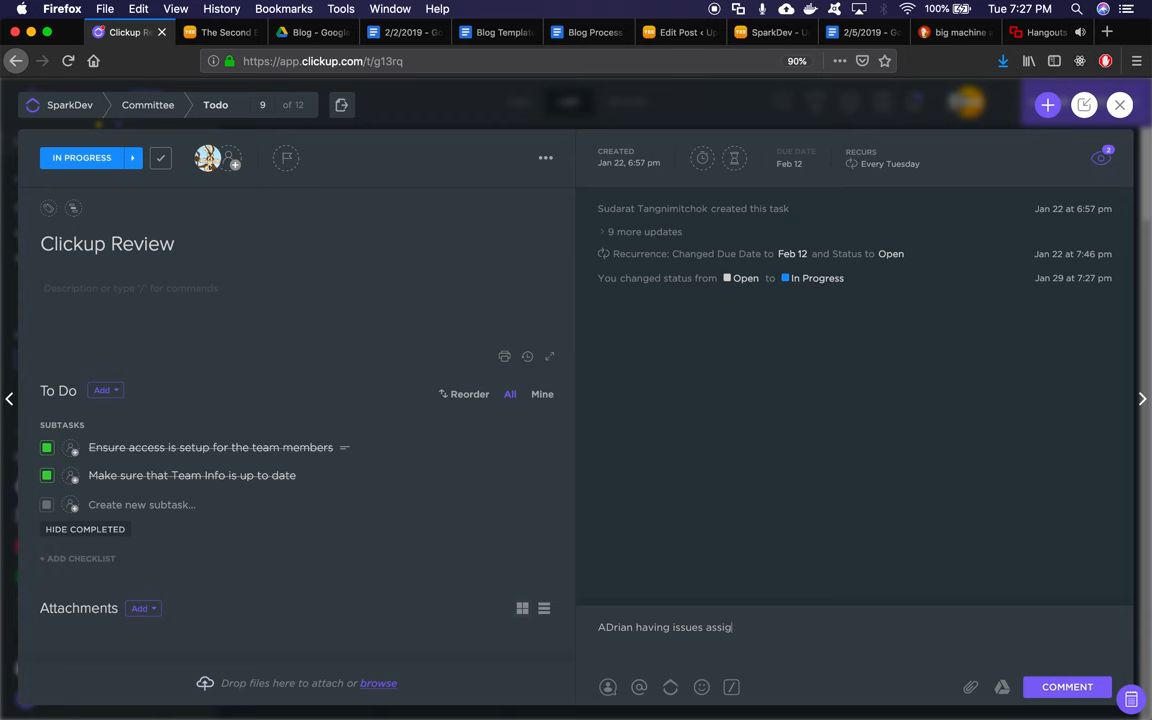 Firefox File Edit View History Bookmarks Tools Window Help 100% Tue 7:27 PM
Clickup Re The Second E Blog - Google 2/2/2019 - Go Blog Template Blog Process Edit Post ‹ Up SparkDev - U 2/5/2019 - Go big machine a Hangouts
https://app.clickup.com/t/g13rq 90%
SparkDev Committee Todo 9 of 12
IN PROGRESS
CREATED
Jan 22, 6:57 pm
DUE DATE
Feb 12
RECURS
Every Tuesday
2
Clickup Review
Description or type '/' for commands
To Do Add Reorder All Mine
SUBTASKS
Ensure access is setup for the team members
Make sure that Team Info is up to date
Create new subtask...
HIDE COMPLETED
+ ADD CHECKLIST
Attachments Add
Drop files here to attach or browse
Sudarat Tangnimitchok created this task Jan 22 at 6:57 pm
9 more updates
Recurrence: Changed Due Date to Feb 12 and Status to Open Jan 22 at 7:46 pm
You changed status from Open to In Progress Jan 29 at 7:27 pm
ADrian having issues assig
COMMENT